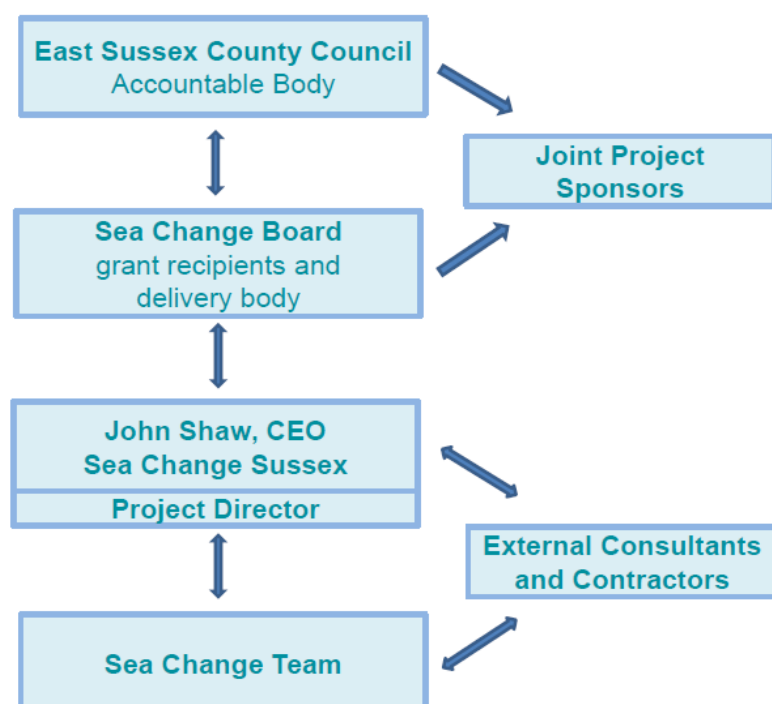 East Sussex County Council
Accountable Body
Joint Project
Sponsors
Sea Change Board
grant recipients and
delivery body
John Shaw, CEO
Sea Change Sussex
Project Director
External Consultants
and Contractors
Sea Change Team